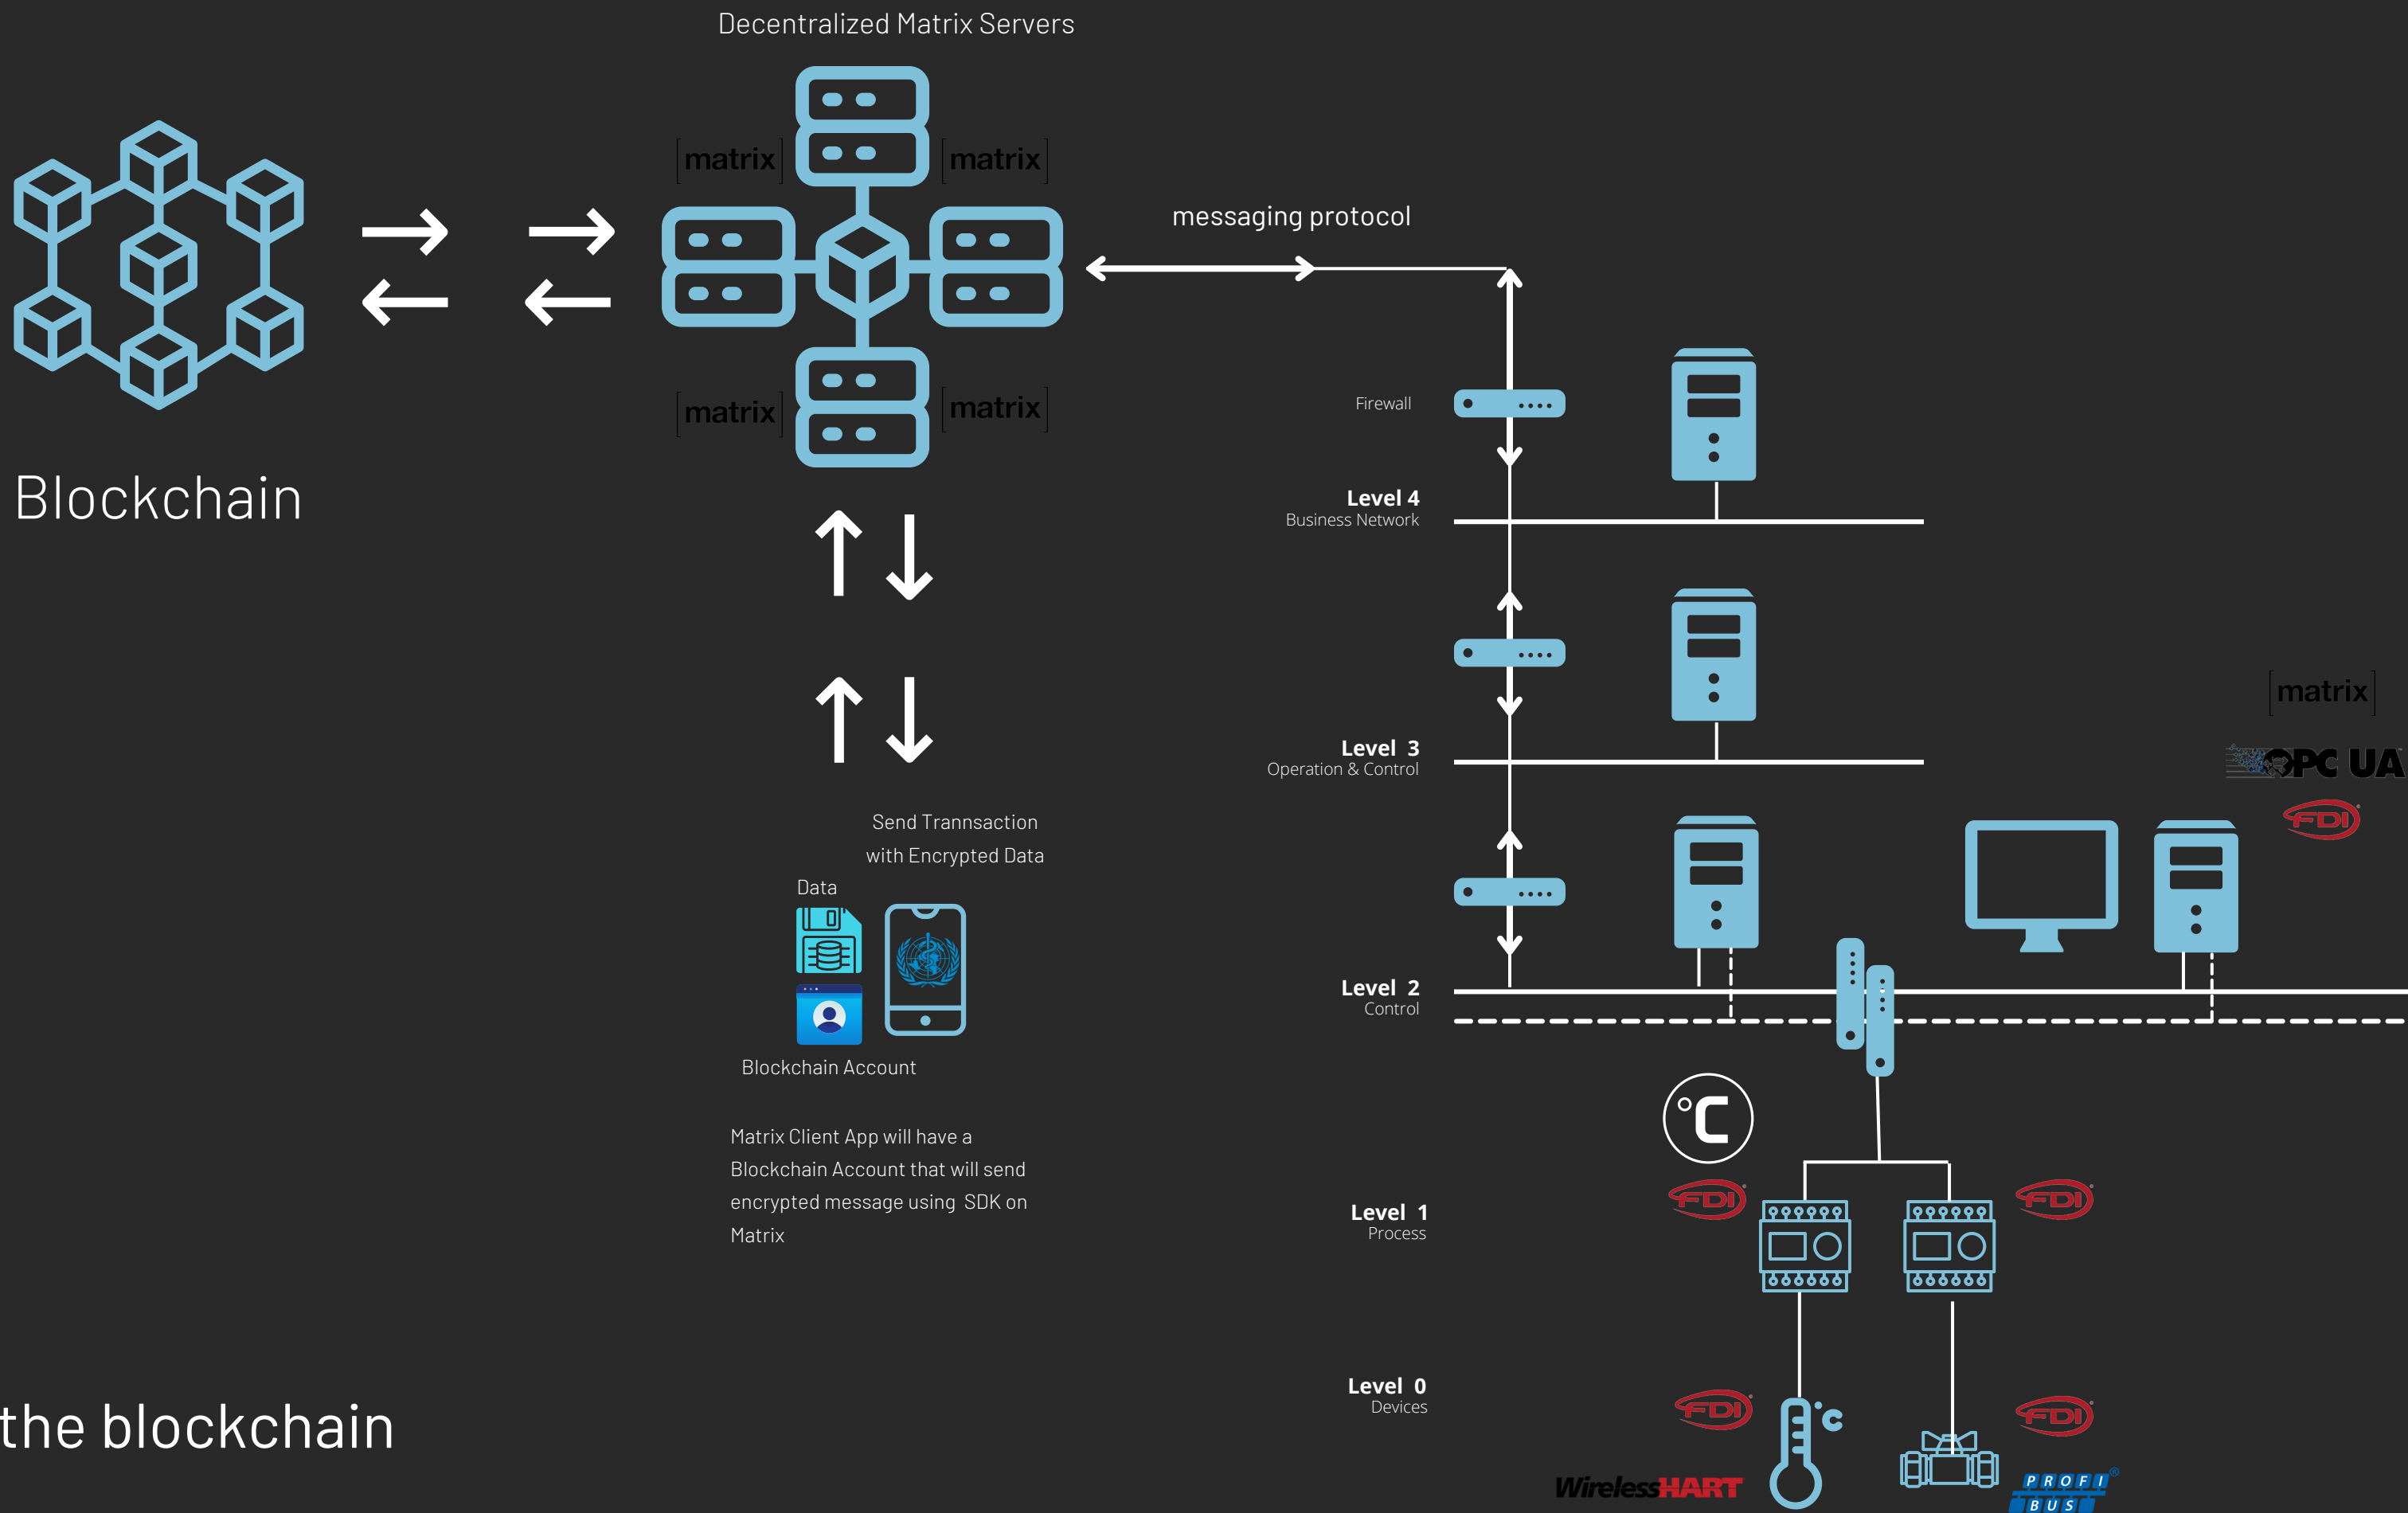 Decentralized Matrix Servers
[matrix]
[matrix]
[matrix]
[matrix]
Blockchain
messaging protocol
Firewall
Level 4
Business Network
Level 3
Operation & Control
[matrix]
OPC UA
FDI
Send Trannsaction
with Encrypted Data
Data
Blockchain Account
Matrix Client App will have a
Blockchain Account that will send
encrypted message using SDK on
Matrix
Level 2
Control
°C
Level 1
Process
FDI
FDI
Level 0
Devices
FDI
°C
FDI
WirelessHART
PROFI
BUS
the blockchain